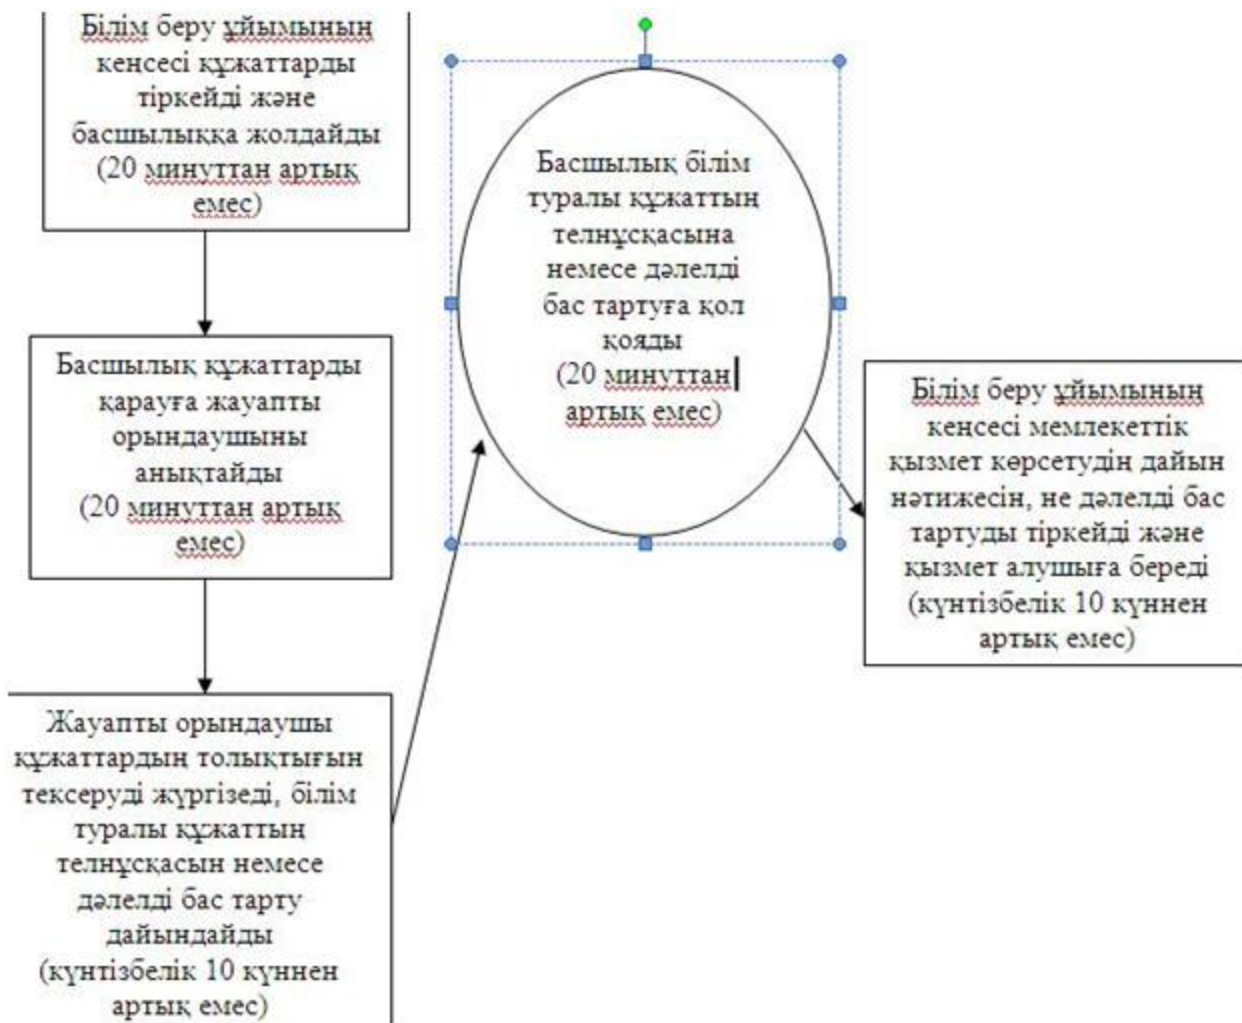 Білім беру ұйымының
кеңсесі құжаттарды
тіркейді және
басшылыққа жолдайды
(20 минуттан артық
емес)
Басшылық құжаттарды
қарауға жауапты
орындаушыны
анықтайды
(20 минуттан артық
емес)
Жауапты орындаушы
құжаттардың толықтығын
тексеруді жүргізеді, білім
туралы құжаттың
телнұсқасын немесе
дәлелді бас тарту
дайындайды
(күнтізбелік 10 күннен
артық емес)
Басшылық білім
туралы құжаттың
телнұсқасына
немесе дәлелді
бас тартуға қол
қояды
(20 минуттан
артық емес)
Білім беру ұйымының
кеңсесі мемлекеттік
қызмет көрсетудің дайын
нәтижесін, не дәлелді бас
тартуды тіркейді және
қызмет алушыға береді
(күнтізбелік 10 күннен
артық емес)